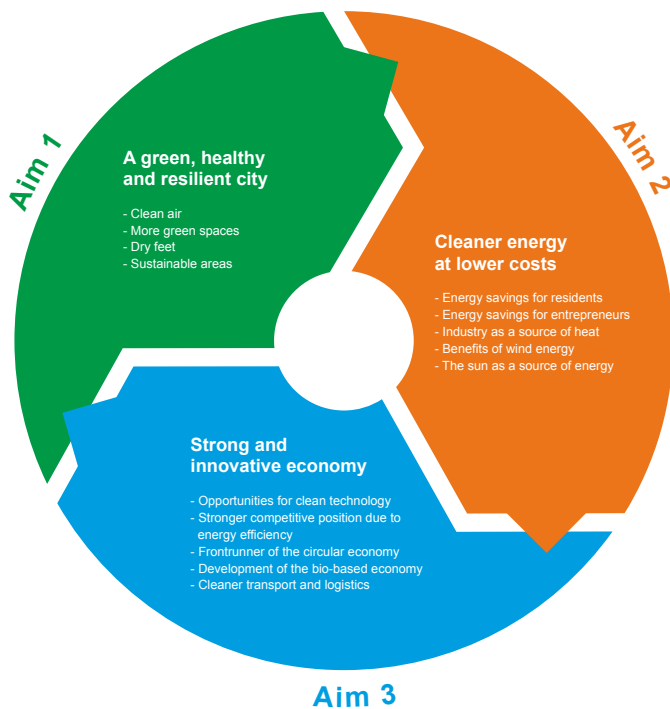 Aim 1
A green, healthy
and resilient city
- Clean air
- More green spaces
- Dry feet
- Sustainable areas
Aim 2
Cleaner energy
at lower costs
- Energy savings for residents
- Energy savings for entrepreneurs
- Industry as a source of heat
- Benefits of wind energy
- The sun as a source of energy
Strong and
innovative economy
- Opportunities for clean technology
- Stronger competitive position due to
energy efficiency
- Frontrunner of the circular economy
- Development of the bio-based economy
- Cleaner transport and logistics
Aim 3